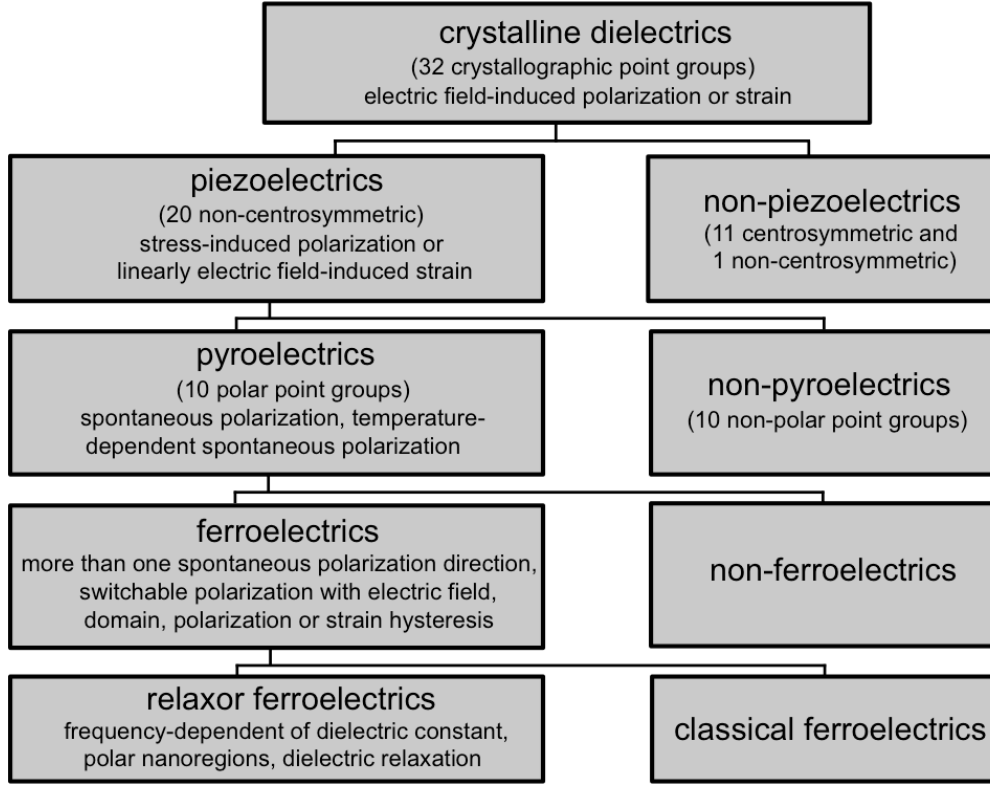 crystalline dielectrics
(32 crystallographic point groups)
electric field-induced polarization or strain
piezoelectrics
(20 non-centrosymmetric)
stress-induced polarization or
linearly electric field-induced strain
non-piezoelectrics
(11 centrosymmetric and
1 non-centrosymmetric)
pyroelectrics
(10 polar point groups)
spontaneous polarization, temperature-
dependent spontaneous polarization
non-pyroelectrics
(10 non-polar point groups)
ferroelectrics
more than one spontaneous polarization direction,
switchable polarization with electric field,
domain, polarization or strain hysteresis
non-ferroelectrics
relaxor ferroelectrics
frequency-dependent of dielectric constant,
polar nanoregions, dielectric relaxation
classical ferroelectrics